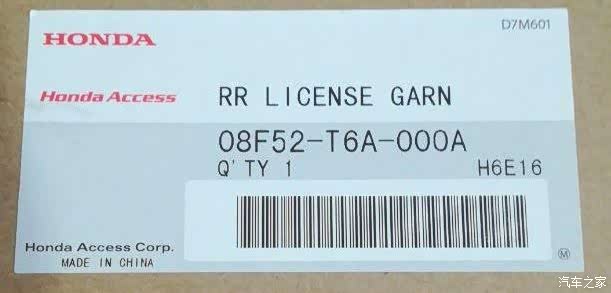 HONDA
D7M601
Honda Access
RR LICENSE GARN
08F52-T6A-000A
Q'TY 1
H6E16
Honda Access Corp.
MADE IN CHINA
M
汽车之家